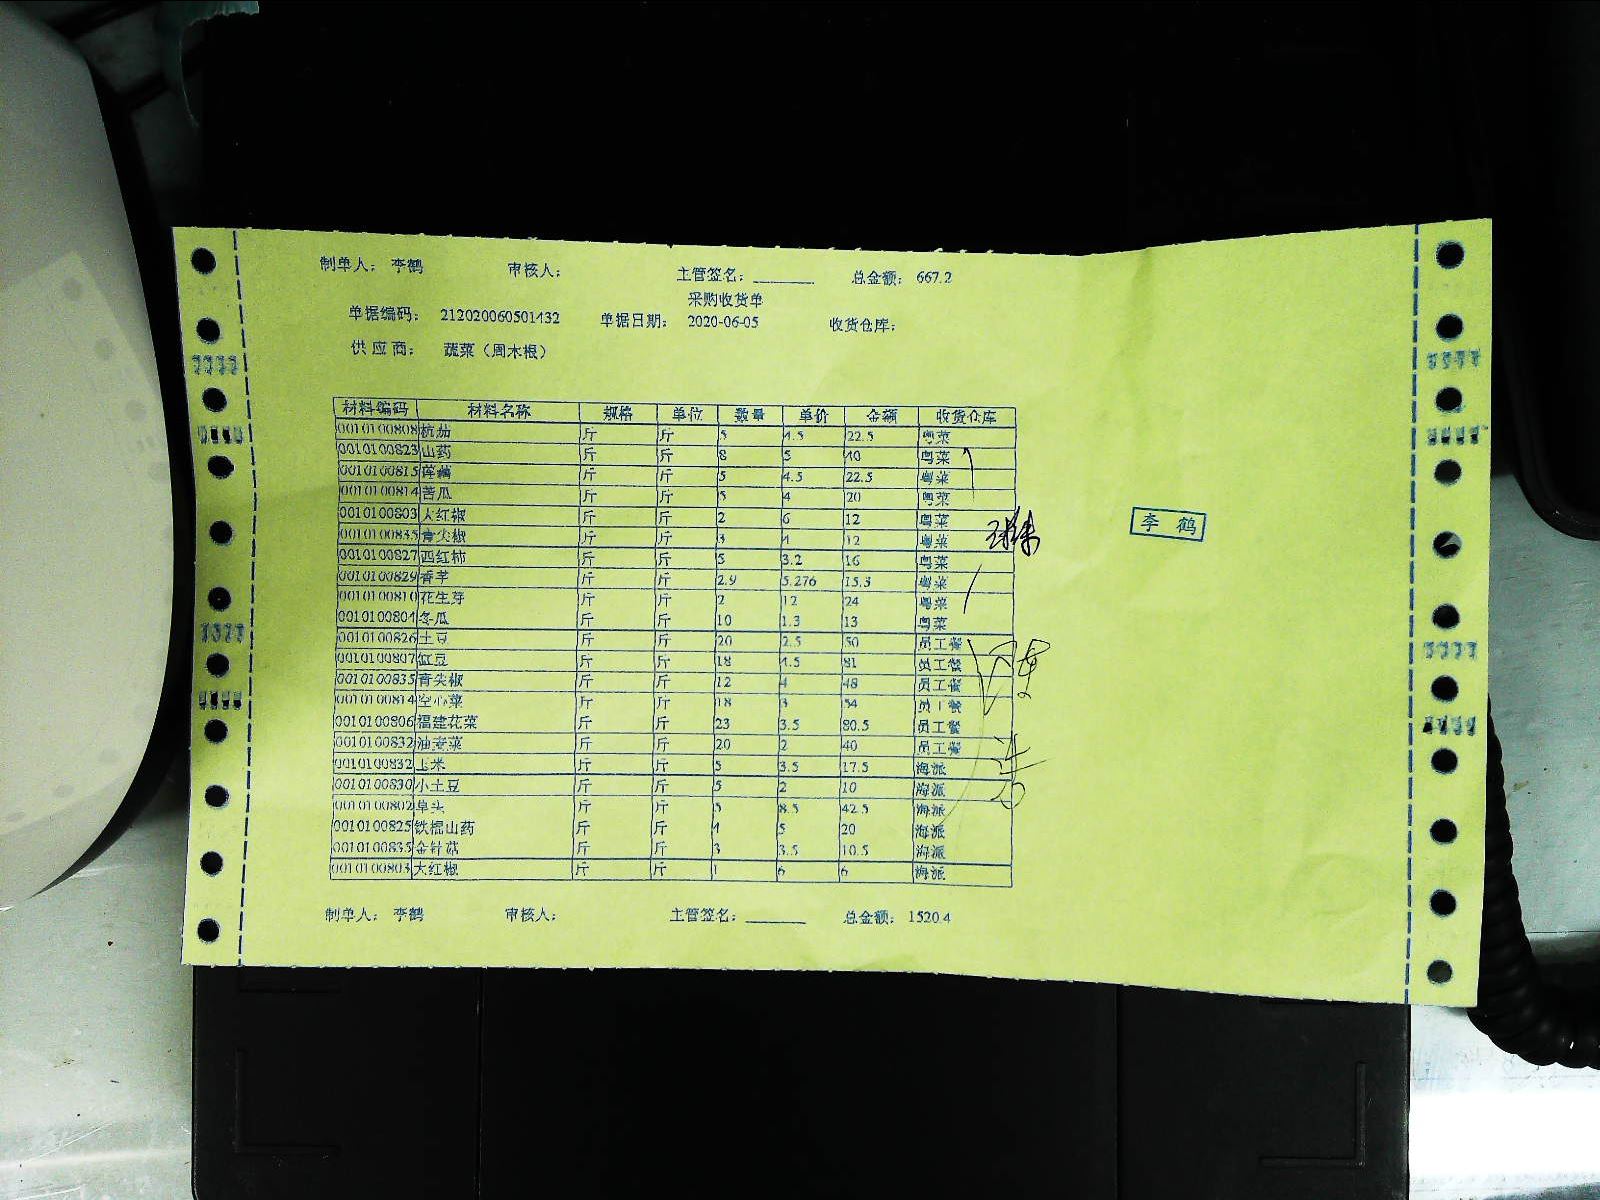 制单人： 李鹤 审核人： 主管签名：________ 总金额： 667.2
采购收货单
单据编码： 212020060501432 单据日期： 2020-06-05 收货仓库：
供 应 商： 蔬菜（周木根）
材料编码 材料名称 规格 单位 数量 单价 金额 收货仓库
0010100808 杭茄 斤 斤 5 4.5 22.5 粤菜
0010100823 山药 斤 斤 8 5 40 粤菜
0010100815 莲藕 斤 斤 5 4.5 22.5 粤菜
0010100814 苦瓜 斤 斤 5 4 20 粤菜
0010100803 大红椒 斤 斤 2 6 12 粤菜
0010100835 青尖椒 斤 斤 3 4 12 粤菜
0010100827 西红柿 斤 斤 5 3.2 16 粤菜
0010100829 香芋 斤 斤 2.9 5.276 15.3 粤菜
0010100810 花生芽 斤 斤 2 12 24 粤菜
0010100804 冬瓜 斤 斤 10 1.3 13 粤菜
0010100826 土豆 斤 斤 20 2.5 50 员工餐
0010100807 豇豆 斤 斤 18 4.5 81 员工餐
0010100835 青尖椒 斤 斤 12 4 48 员工餐
0010100814 空心菜 斤 斤 18 3 54 员工餐
0010100806 福建花菜 斤 斤 23 3.5 80.5 员工餐
0010100832 油麦菜 斤 斤 20 2 40 员工餐
0010100832 玉米 斤 斤 5 3.5 17.5 海派
0010100830 小土豆 斤 斤 5 2 10 海派
0010100802 草头 斤 斤 5 8.5 42.5 海派
0010100825 铁棍山药 斤 斤 4 5 20 海派
0010100835 金针菇 斤 斤 3 3.5 10.5 海派
0010100803 大红椒 斤 斤 1 6 6 海派
李 鹤
制单人： 李鹤 审核人： 主管签名：________ 总金额： 1520.4